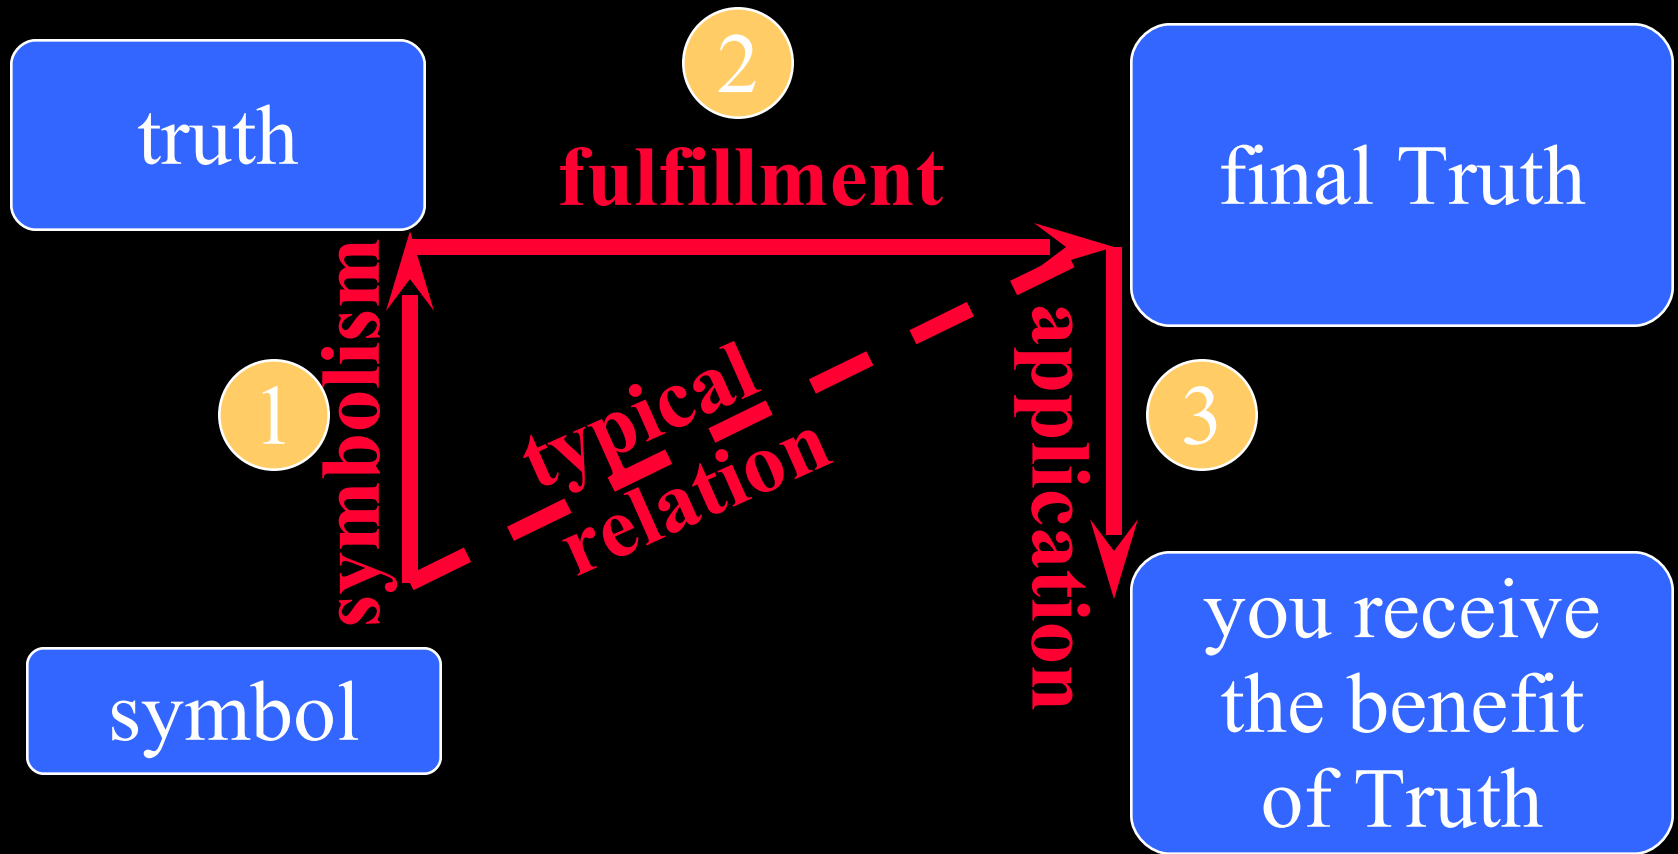 truth
2
fulfillment
final Truth
symbolism
1
typical
relation
application
3
symbol
you receive
the benefit
of Truth